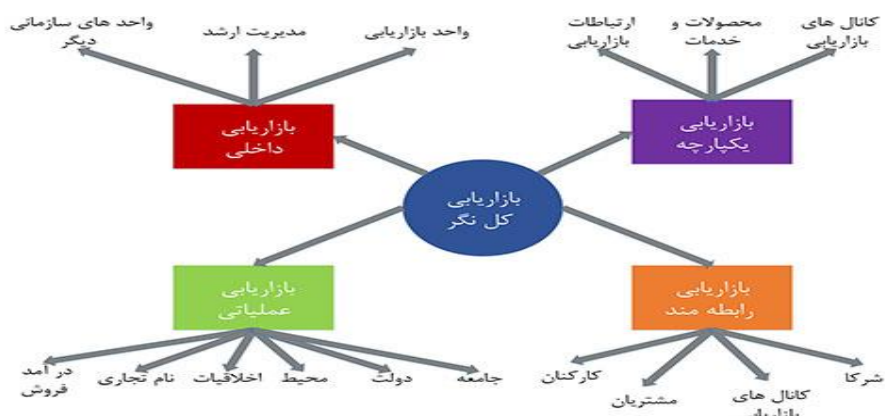 کانال های
بازاریابی
محصولات و
خدمات
ارتباطات
بازاریابی
واحد بازاریابی
مدیریت ارشد
واحد های سازمانی
دیگر
بازاریابی
یکپارچه
بازاریابی
داخلی
بازاریابی
کل نگر
بازاریابی
رابطه مند
بازاریابی
عملیاتی
شرکا
کانال های
مشتریان
کارکنان
جامعه
دولت
محیط
اخلاقیات
نام تجاری
در آمد
فروش